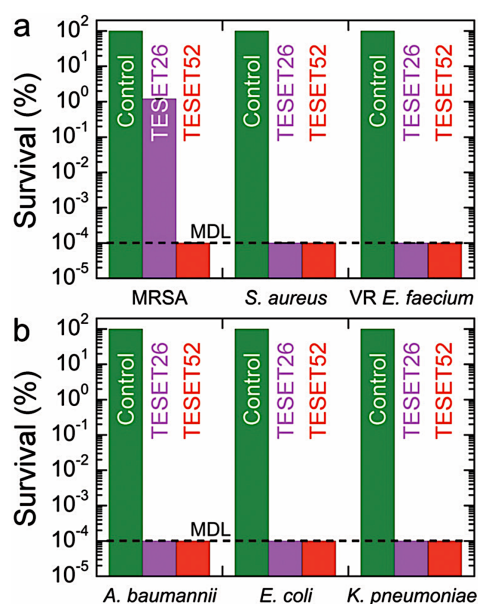 a
Survival (%)
10²
10¹
10⁰
10⁻¹
10⁻²
10⁻³
10⁻⁴
10⁻⁵
Control
TESET26
TESET52
Control
TESET26
TESET52
Control
TESET26
TESET52
MDL
MRSA S. aureus VR E. faecium
b
Survival (%)
10²
10¹
10⁰
10⁻¹
10⁻²
10⁻³
10⁻⁴
10⁻⁵
Control
TESET26
TESET52
Control
TESET26
TESET52
Control
TESET26
TESET52
MDL
A. baumannii E. coli K. pneumoniae